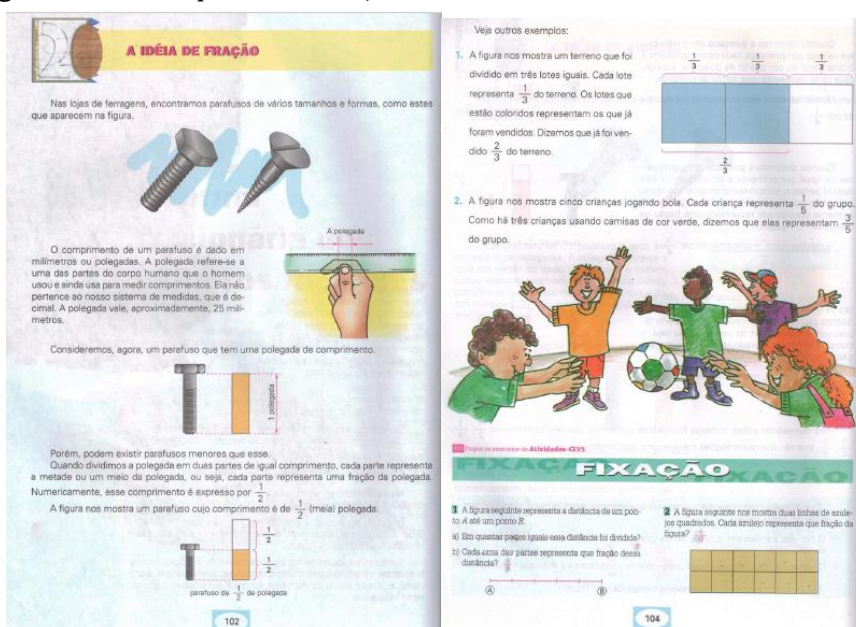 A IDÉIA DE FRAÇÃO
Nas lojas de ferragens, encontramos parafusos de vários tamanhos e formas, como estes
que aparecem na figura.
A polegada
O comprimento de um parafuso é dado em
milímetros ou polegadas. A polegada refere-se a
uma das partes do corpo humano que o homem
usou e ainda usa para medir comprimentos. Ela não
pertence ao nosso sistema de medidas, que é de-
cimal. A polegada vale, aproximadamente, 25 milí-
metros.
Consideremos, agora, um parafuso que tem uma polegada de comprimento.
1 polegada
Porém, podem existir parafusos menores que esse.
Quando dividimos a polegada em duas partes de igual comprimento, cada parte representa
a metade ou um meio da polegada, ou seja, cada parte representa uma fração da polegada.
Numericamente, esse comprimento é expresso por 1/2.
A figura nos mostra um parafuso cujo comprimento é de 1/2 (meia) polegada.
1/2
1/2
parafuso de 1/2 de polegada
102
Veja outros exemplos:
1. A figura nos mostra um terreno que foi
dividido em três lotes iguais. Cada lote
representa 1/3 do terreno. Os lotes que
estão coloridos representam os que já
foram vendidos. Dizemos que já foi ven-
dido 2/3 do terreno.
1/3 1/3 1/3
2/3
2. A figura nos mostra cinco crianças jogando bola. Cada criança representa 1/5 do grupo.
Como há três crianças usando camisas de cor verde, dizemos que elas representam 3/5
do grupo.
Atividades-G35
FIXAÇÃO
1 A figura seguinte representa a distância de um pon-
to A até um ponto B.
a) Em quantas partes iguais essa distância foi dividida?
b) Cada uma das partes representa que fração dessa
distância?
A B
2 A figura seguinte nos mostra duas linhas de azule-
jos quadrados. Cada azulejo representa que fração da
figura?
104